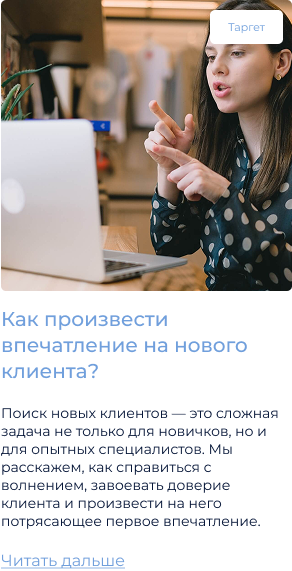 Таргет
Как произвести
впечатление на нового
клиента?
Поиск новых клиентов — это сложная
задача не только для новичков, но и
для опытных специалистов. Мы
расскажем, как справиться с
волнением, завоевать доверие
клиента и произвести на него
потрясающее первое впечатление.
Читать дальше